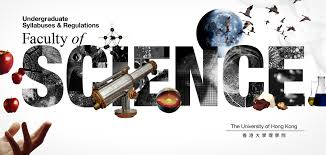 Undergraduate
Syllabuses & Regulations
Faculty of
SCIENCE
The University of Hong Kong
香港大學理學院